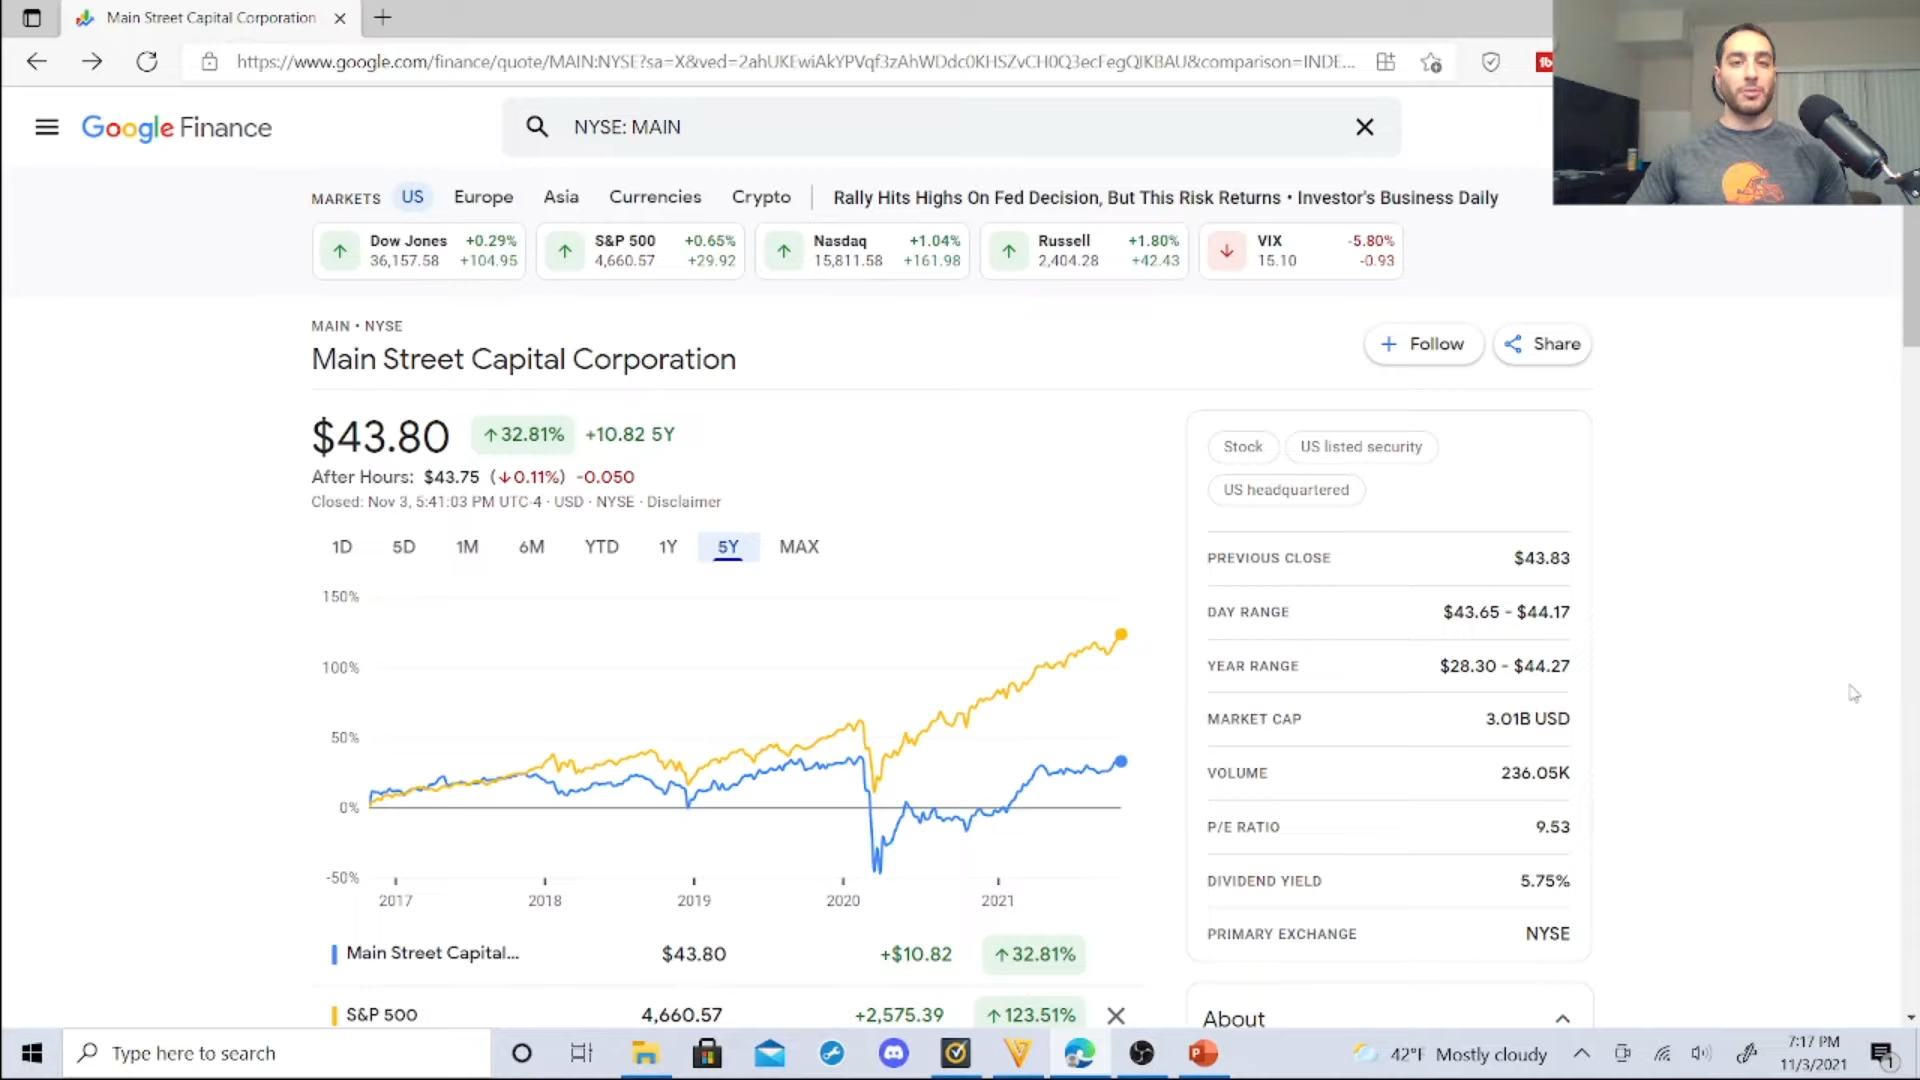 Main Street Capital Corporation
https://www.google.com/finance/quote/MAIN:NYSE?sa=X&ved=2ahUKEwiAkYPVqf3zAhWDdc0KHSZvCH0Q3ecFegQIKBAU&comparison=INDE...
Google Finance
NYSE: MAIN
MARKETS US Europe Asia Currencies Crypto Rally Hits Highs On Fed Decision, But This Risk Returns • Investor's Business Daily
Dow Jones +0.29% S&P 500 +0.65% Nasdaq +1.04% Russell +1.80% VIX -5.80%
36,157.58 +104.95 4,660.57 +29.92 15,811.58 +161.98 2,404.28 +42.43 15.10 -0.93
MAIN • NYSE
Main Street Capital Corporation
+ Follow Share
$43.80 ↑32.81% +10.82 5Y
After Hours: $43.75 (↓0.11%) -0.050
Closed: Nov 3, 5:41:03 PM UTC-4 · USD · NYSE · Disclaimer
1D 5D 1M 6M YTD 1Y 5Y MAX
150%
100%
50%
0%
-50%
2017 2018 2019 2020 2021
Main Street Capital... $43.80 +$10.82 ↑32.81%
S&P 500 4,660.57 +2,575.39 ↑123.51%
Stock US listed security
US headquartered
PREVIOUS CLOSE $43.83
DAY RANGE $43.65 - $44.17
YEAR RANGE $28.30 - $44.27
MARKET CAP 3.01B USD
VOLUME 236.05K
P/E RATIO 9.53
DIVIDEND YIELD 5.75%
PRIMARY EXCHANGE NYSE
About
Type here to search
42°F Mostly cloudy
7:17 PM
11/3/2021
1